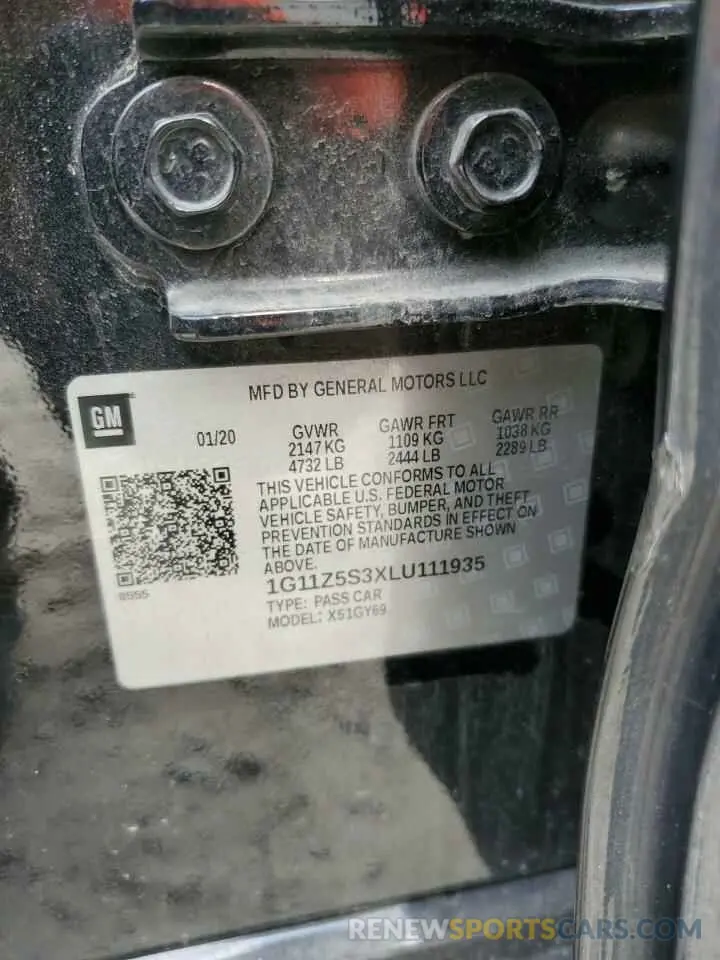 MFD BY GENERAL MOTORS LLC
GM
01/20
GVWR
2147 KG
4732 LB
GAWR FRT
1109 KG
2444 LB
GAWR RR
1038 KG
2289 LB
THIS VEHICLE CONFORMS TO ALL
APPLICABLE U.S. FEDERAL MOTOR
VEHICLE SAFETY, BUMPER, AND THEFT
PREVENTION STANDARDS IN EFFECT ON
THE DATE OF MANUFACTURE SHOWN
ABOVE.
1G11Z5S3XLU111935
TYPE: PASS CAR
MODEL: X51GY69
RENEWSPORTSCARS.COM